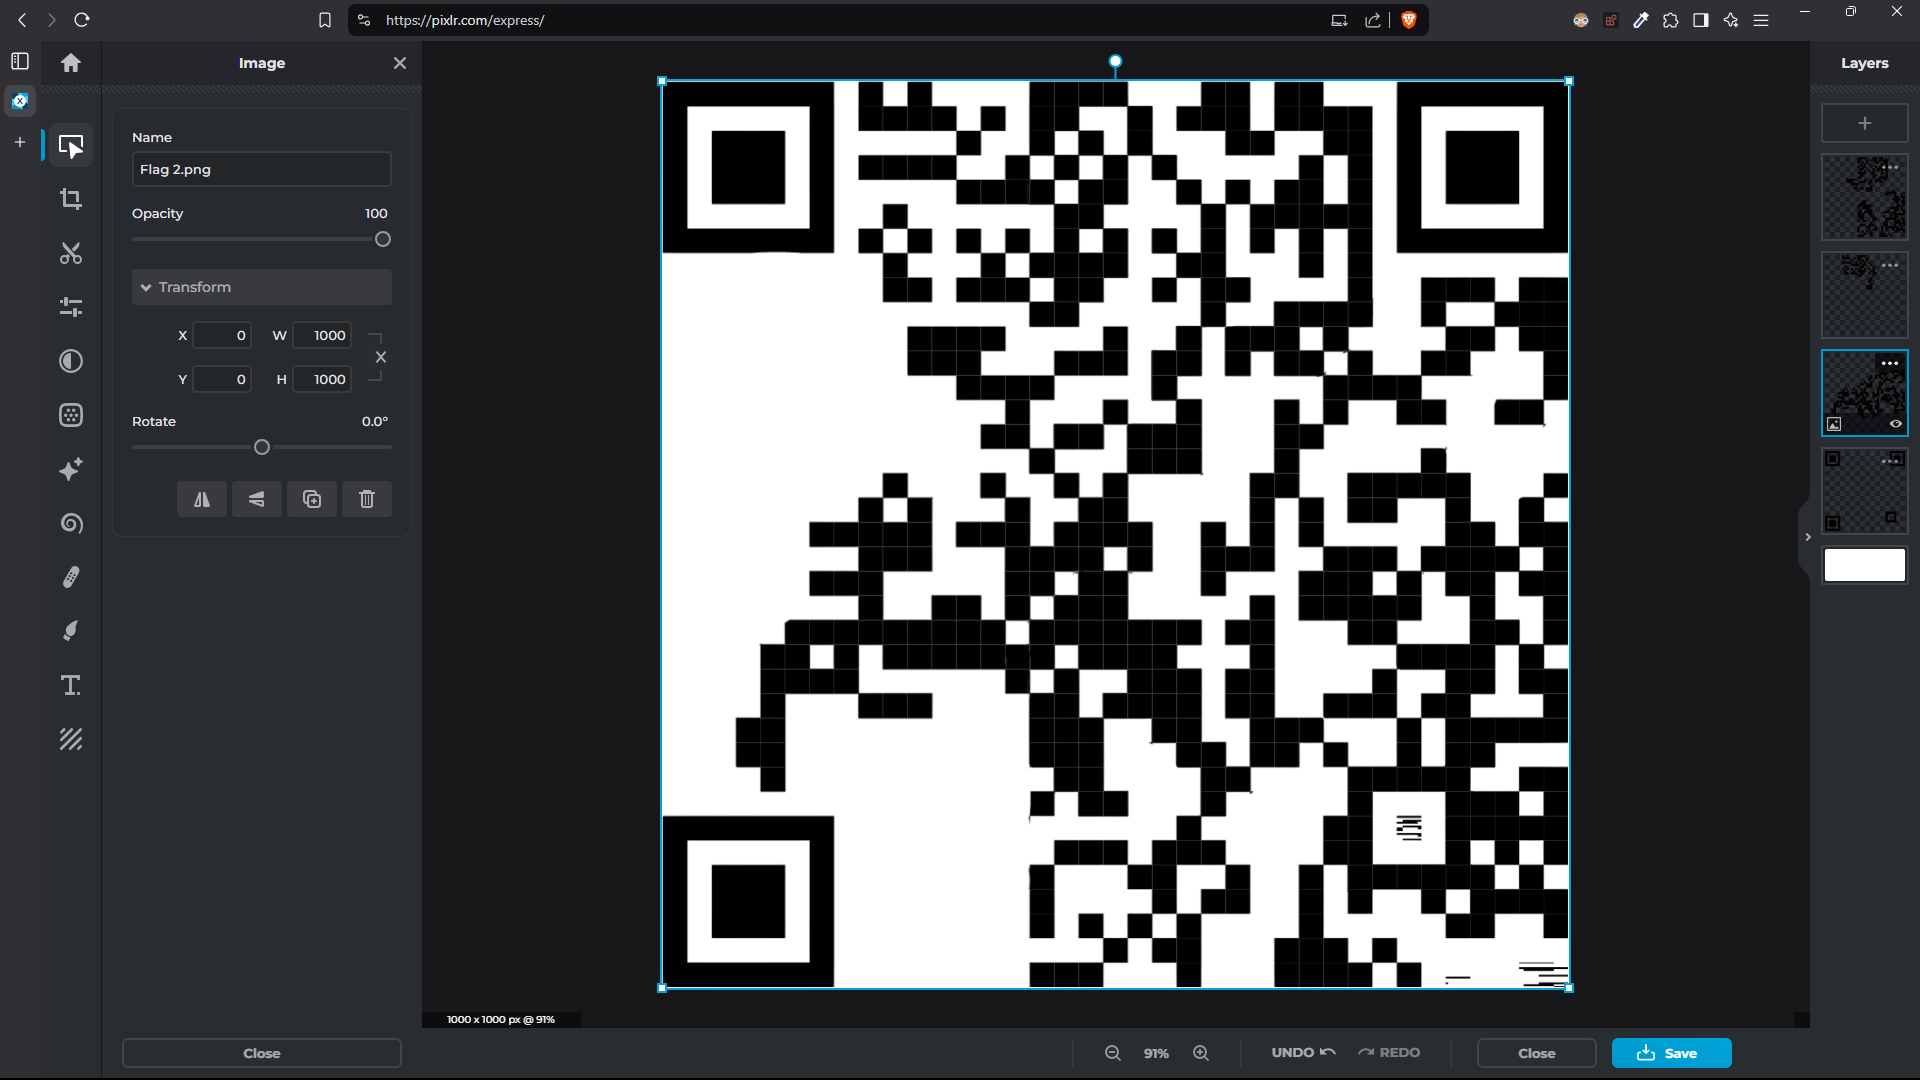 https://pixlr.com/express/
Image
Layers
Name
Flag 2.png
Opacity 100
Transform
X 0 W 1000
Y 0 H 1000
Rotate 0.0°
1000 x 1000 px @ 91%
Close
91%
UNDO
REDO
Close
Save